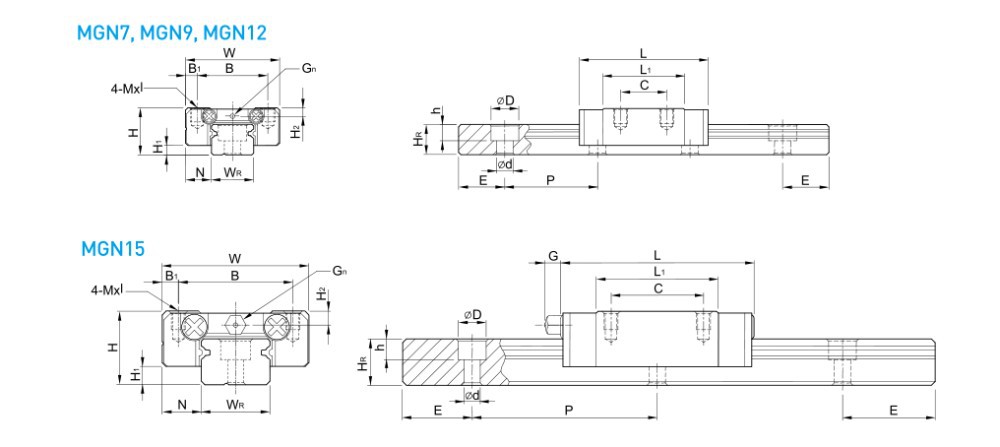 MGN7, MGN9, MGN12
W
B1 B Gn
4-Mxl
H H1 H2
N WR
L
L1
C
h ØD
HR
Ød
E P E
MGN15
W
B1 B Gn
4-Mxl
H H1 H2
N WR
G L
L1
C
ØD
h
HR
Ød
E P E